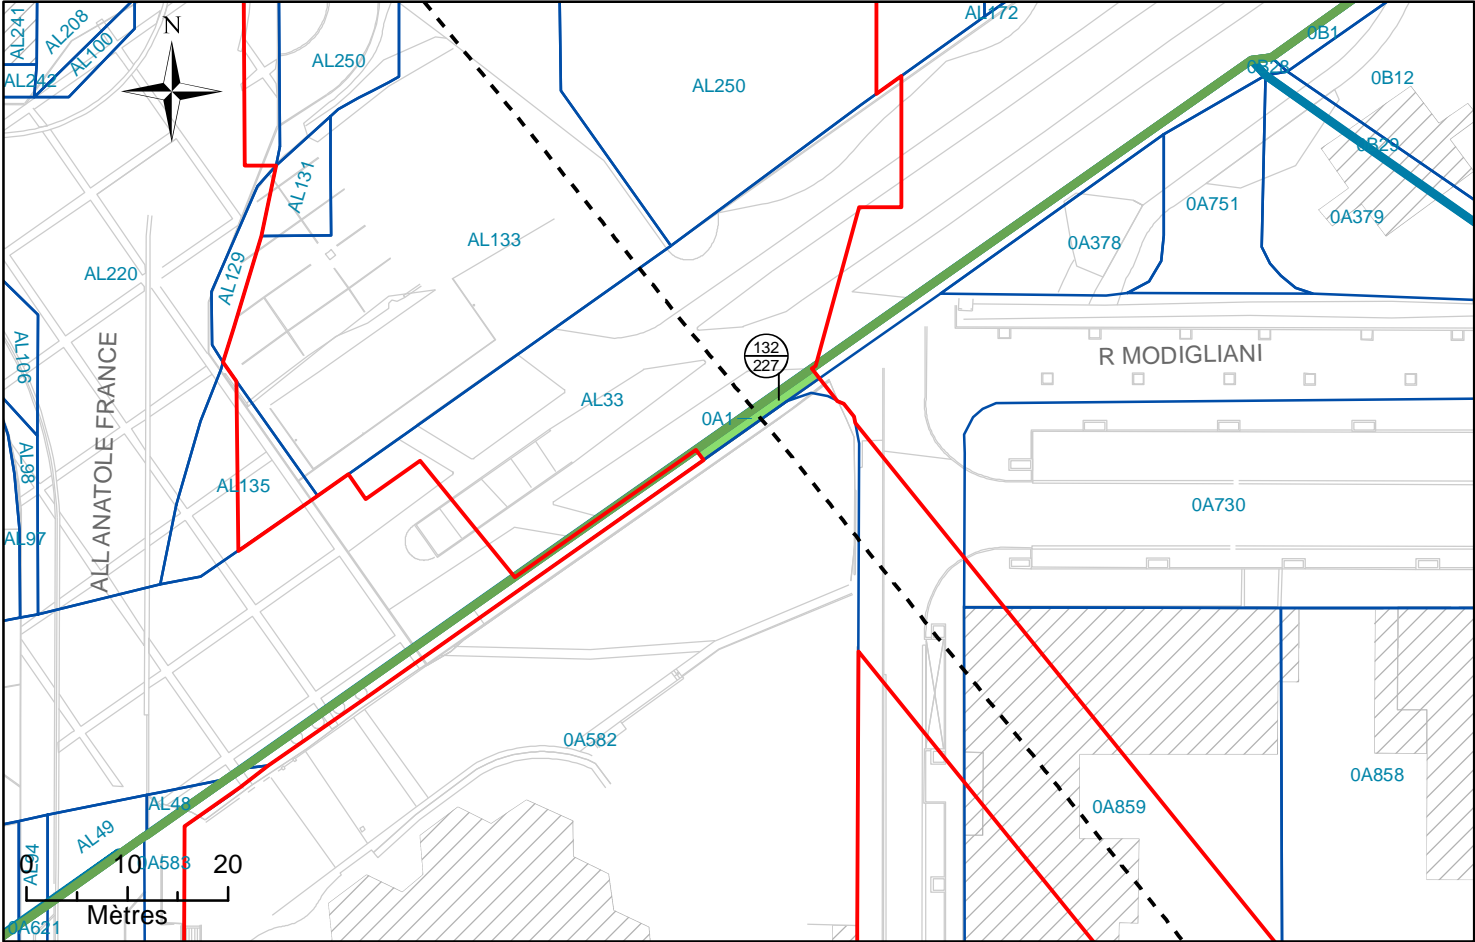 AL241
AL208
AL100
AL242
N
AL250
AL250
AL172
0B1
0B28
0B12
0B29
AL131
AL133
0A751
0A379
0A378
AL220
AL129
AL106
ALL ANATOLE FRANCE
R MODIGLIANI
132
227
AL33
0A1
AL98
AL135
AL97
0A730
0A582
0A858
0A859
AL48
AL49
AL94
0A583
0 10 20
Mètres
0A621